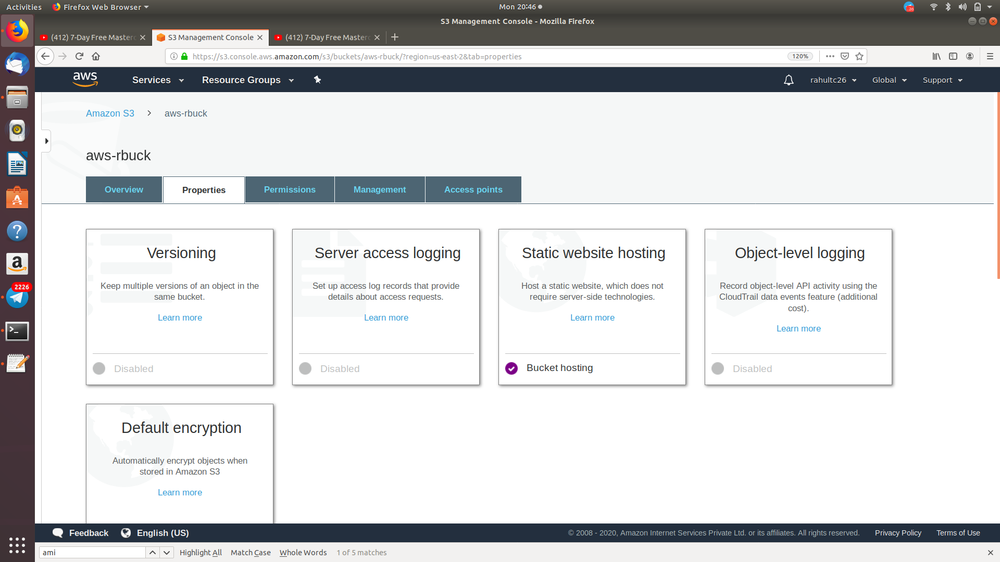 Activities Firefox Web Browser Mon 20:46
S3 Management Console - Mozilla Firefox
(412) 7-Day Free Masterc S3 Management Console (412) 7-Day Free Masterc
https://s3.console.aws.amazon.com/s3/buckets/aws-rbuck/?region=us-east-2&tab=properties 120%
aws Services Resource Groups rahultc26 Global Support
Amazon S3 > aws-rbuck
aws-rbuck
Overview Properties Permissions Management Access points
Versioning
Keep multiple versions of an object in the
same bucket.
Learn more
Disabled
Server access logging
Set up access log records that provide
details about access requests.
Learn more
Disabled
Static website hosting
Host a static website, which does not
require server-side technologies.
Learn more
Bucket hosting
Object-level logging
Record object-level API activity using the
CloudTrail data events feature (additional
cost).
Learn more
Disabled
Default encryption
Automatically encrypt objects when
stored in Amazon S3
Learn more
2226
Feedback English (US) © 2008 - 2020, Amazon Internet Services Private Ltd. or its affiliates. All rights reserved. Privacy Policy Terms of Use
ami Highlight All Match Case Whole Words 1 of 5 matches